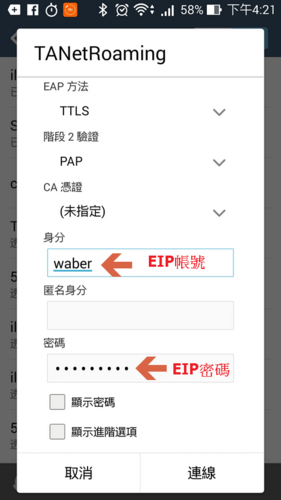 58% 下午4:21
TANetRoaming
EAP 方法
TTLS
階段 2 驗證
PAP
CA 憑證
(未指定)
身分
waber EIP帳號
匿名身分
密碼
••••••••• EIP密碼
顯示密碼
顯示進階選項
取消 連線